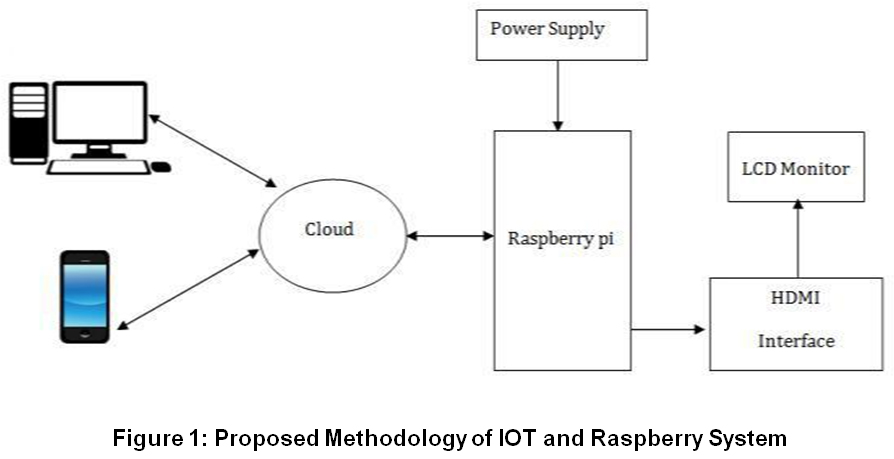 Power Supply
LCD Monitor
Cloud
Raspberry pi
HDMI
Interface
Figure 1: Proposed Methodology of IOT and Raspberry System